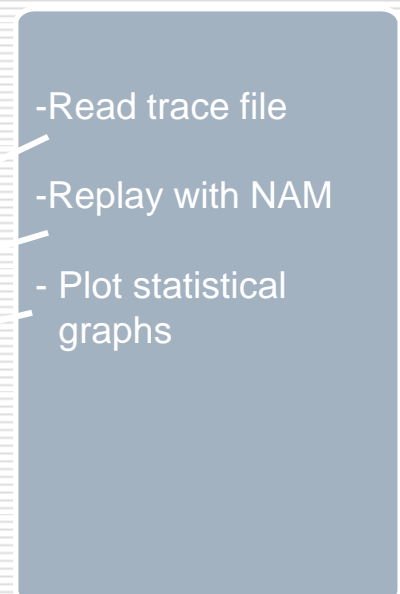 -Read trace file
-Replay with NAM
- Plot statistical
graphs